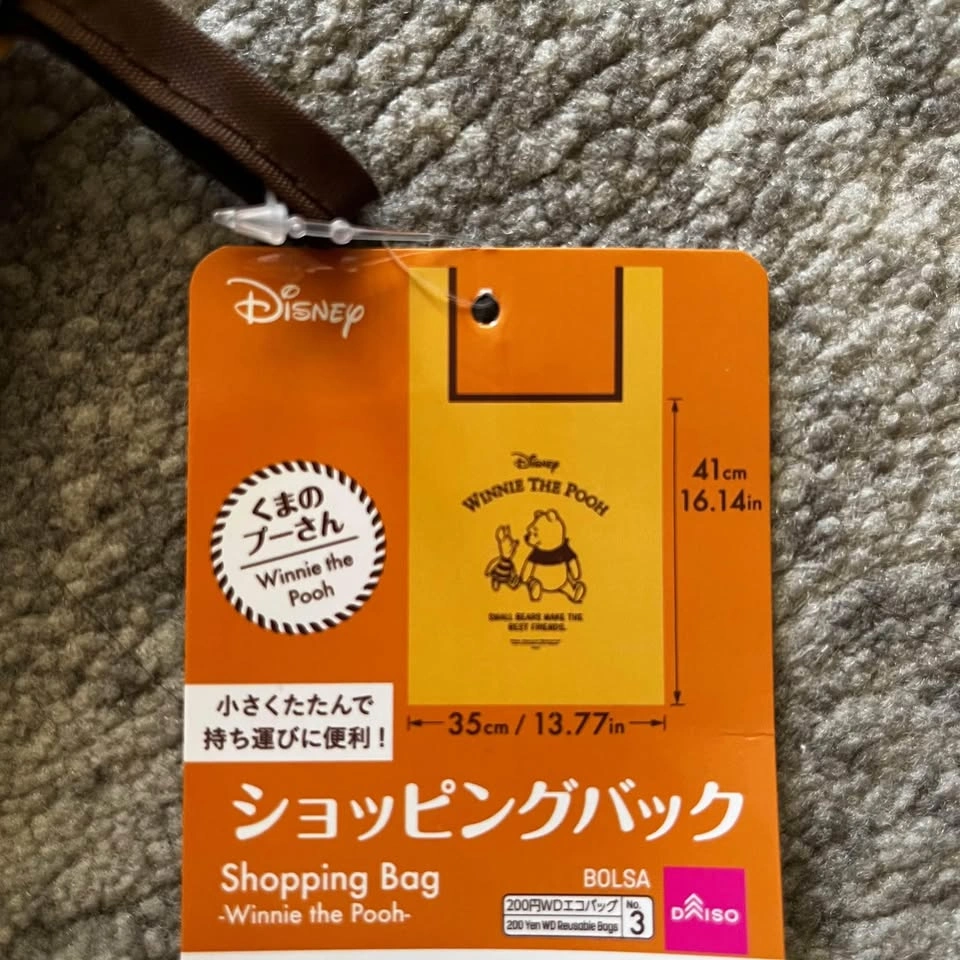 Disney
41cm
16.14in
Disney
WINNIE THE POOH
くまの
プーさん
Winnie the
Pooh
SMALL BEARS MAKE THE
BEST FRIENDS.
35cm / 13.77in
小さくたたんで
持ち運びに便利！
ショッピングバック
Shopping Bag
-Winnie the Pooh-
BOLSA
200円WDエコバッグ
200 Yen WD Reusable Bags
No.
3
DAISO